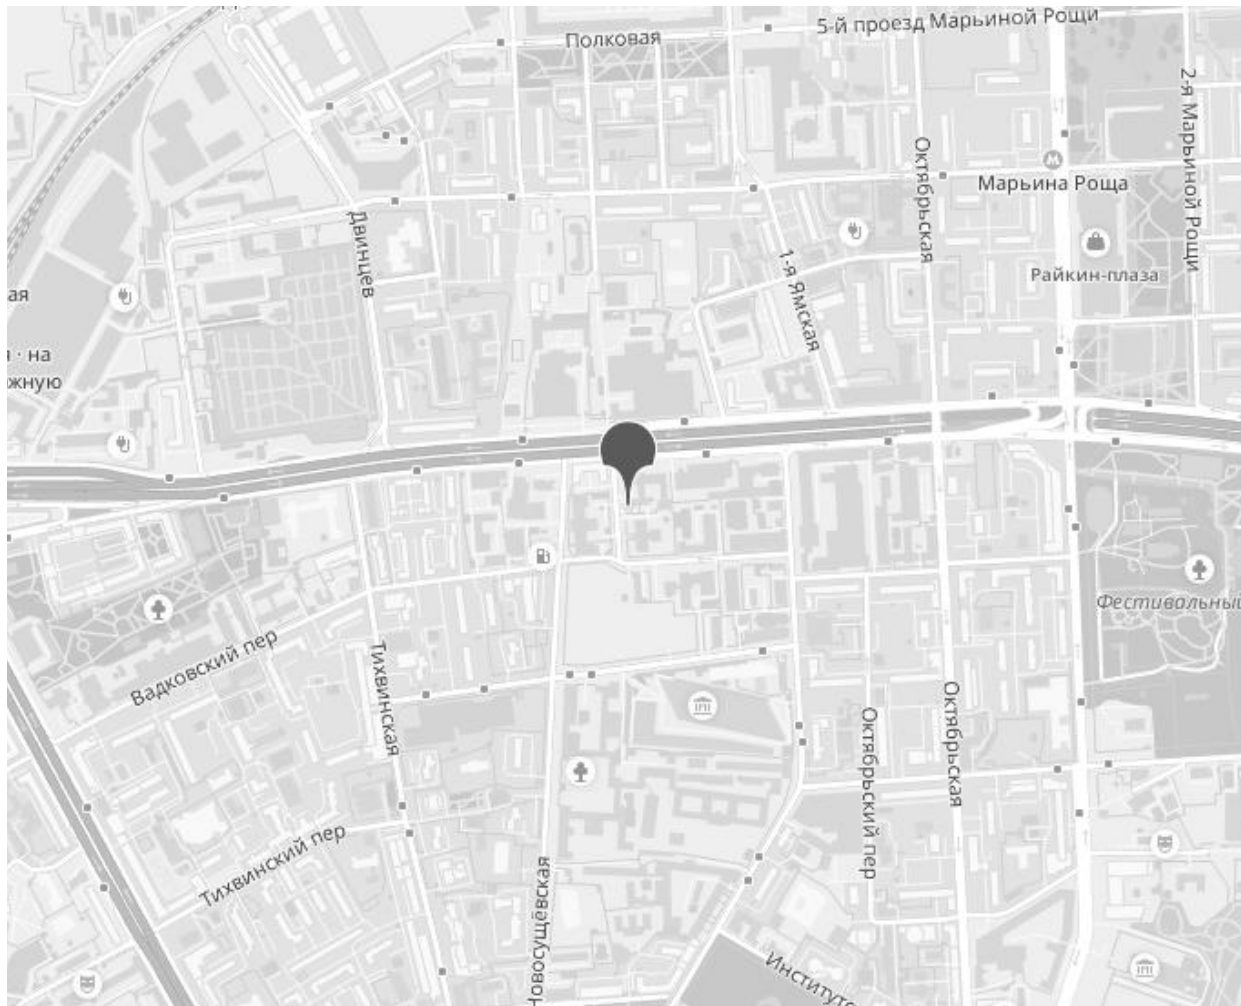 Полковая
5-й проезд Марьиной Рощи
2-я Марьиной Рощи
Октябрьская
М
Марьина Роща
Двинцев
1-я Ямская
Райкин-плаза
ая
· на
жную
Фестивальный
Вадковский пер
Тихвинская
Октябрьский пер
Октябрьская
Тихвинский пер
Новосущёвская
Институтс